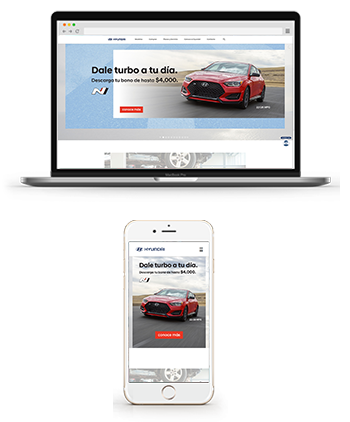 HYUNDAI
Dale turbo a tu día.
Descarga tu bono de hasta $4,000.
N
conoce más
MacBook Pro
HYUNDAI
Dale turbo a tu día.
Descarga tu bono de hasta $4,000.
N
conoce más